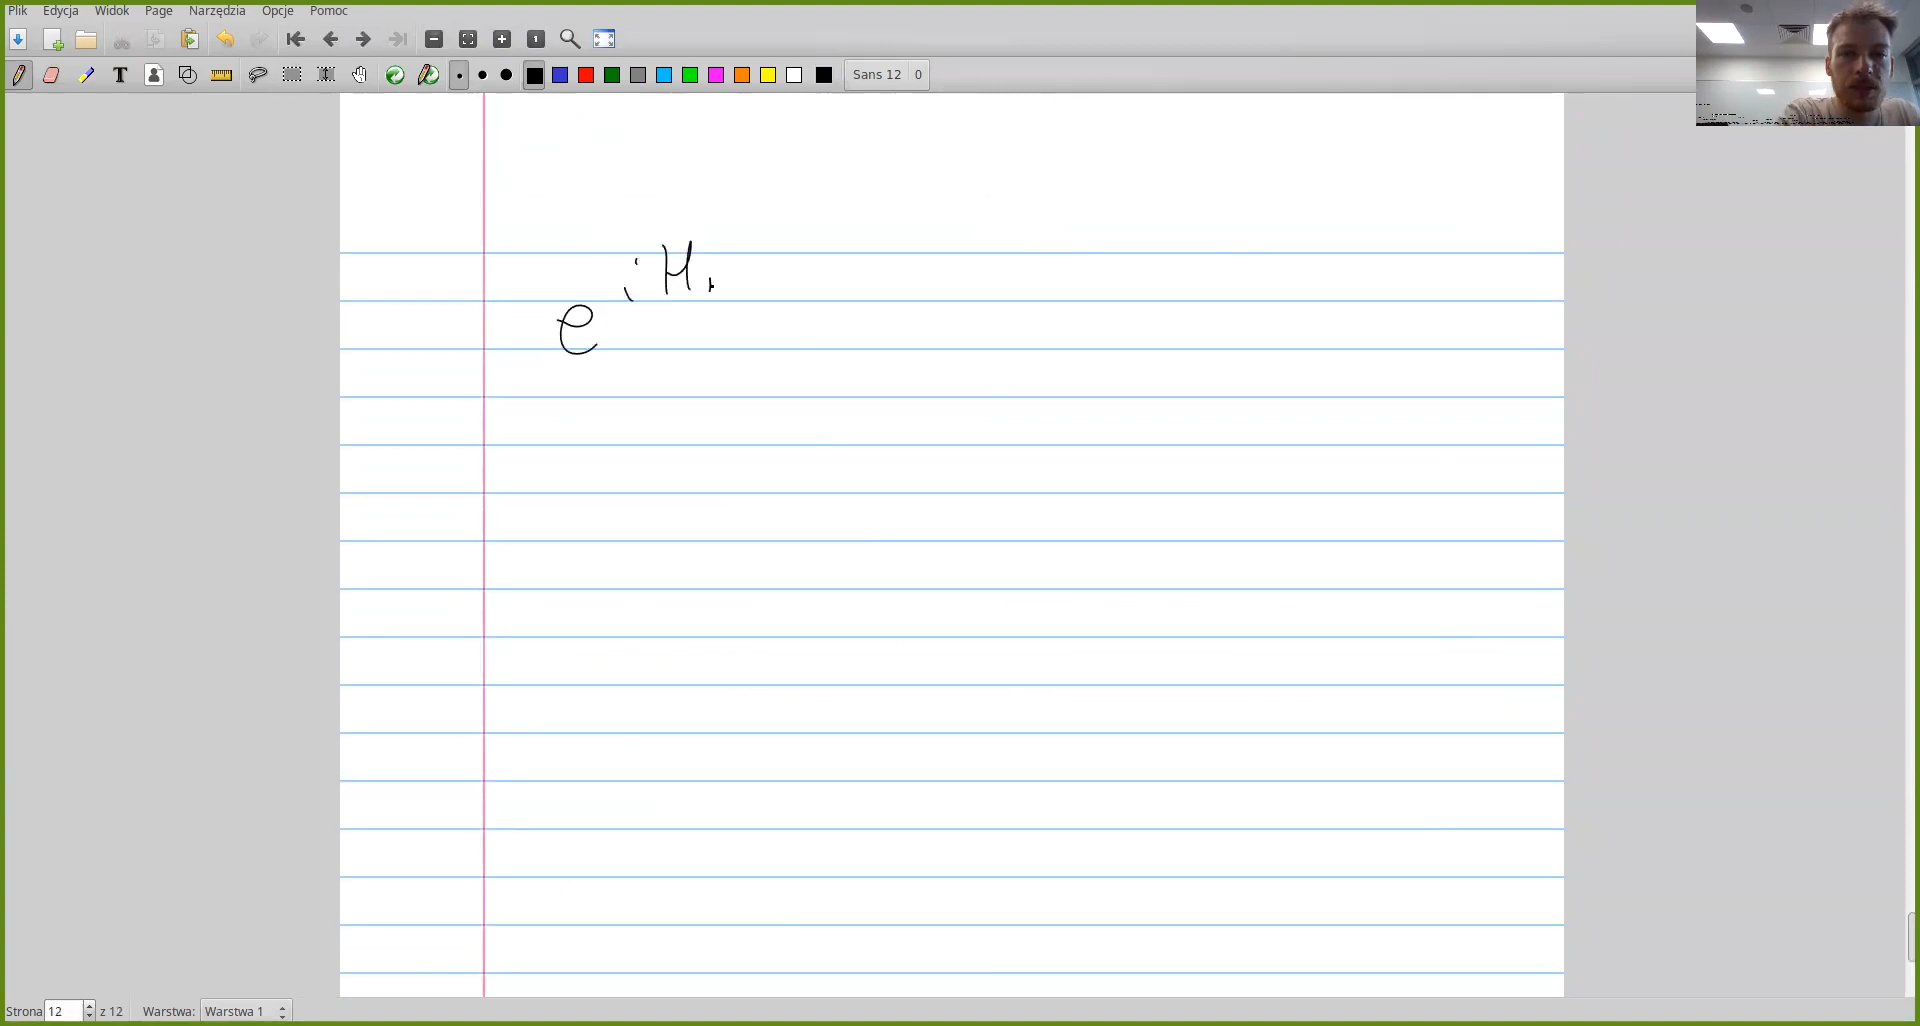 Plik Edycja Widok Page Narzędzia Opcje Pomoc
Sans 12 0
e^{iH}
Strona 12 z 12 Warstwa: Warstwa 1